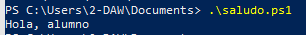 PS C:\Users\2-DAW\Documents> .\saludo.ps1
Hola, alumno